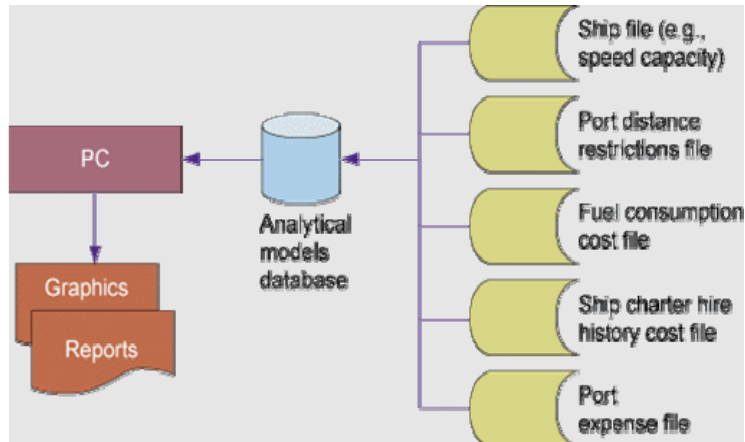 Ship file (e.g.,
speed capacity)
Port distance
restrictions file
PC
Fuel consumption
cost file
Analytical
models
database
Graphics
Reports
Ship charter hire
history cost file
Port
expense file